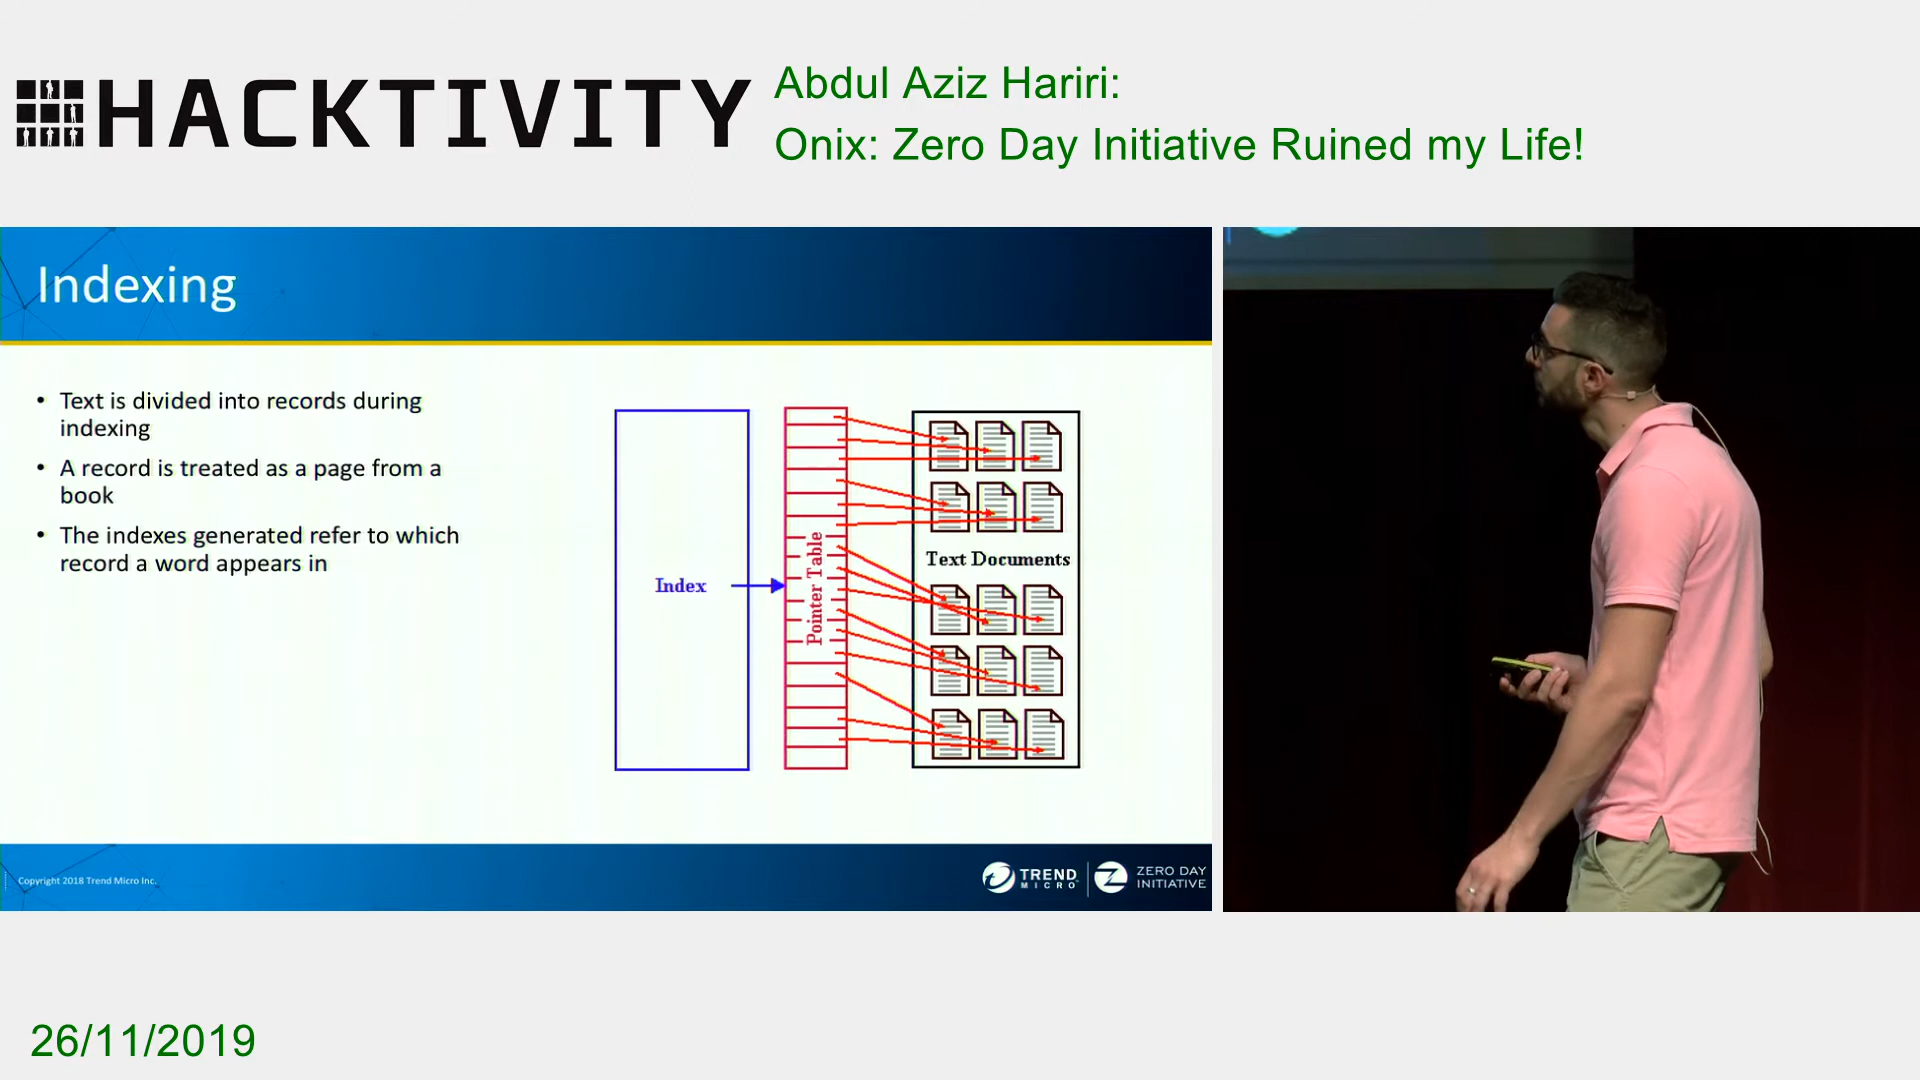 HACKTIVITY
Abdul Aziz Hariri:
Onix: Zero Day Initiative Ruined my Life!
Indexing
• Text is divided into records during
indexing
• A record is treated as a page from a
book
• The indexes generated refer to which
record a word appears in
Index
Pointer Table
Text Documents
Copyright 2018 Trend Micro Inc.
TREND
MICRO
ZERO DAY
INITIATIVE
26/11/2019